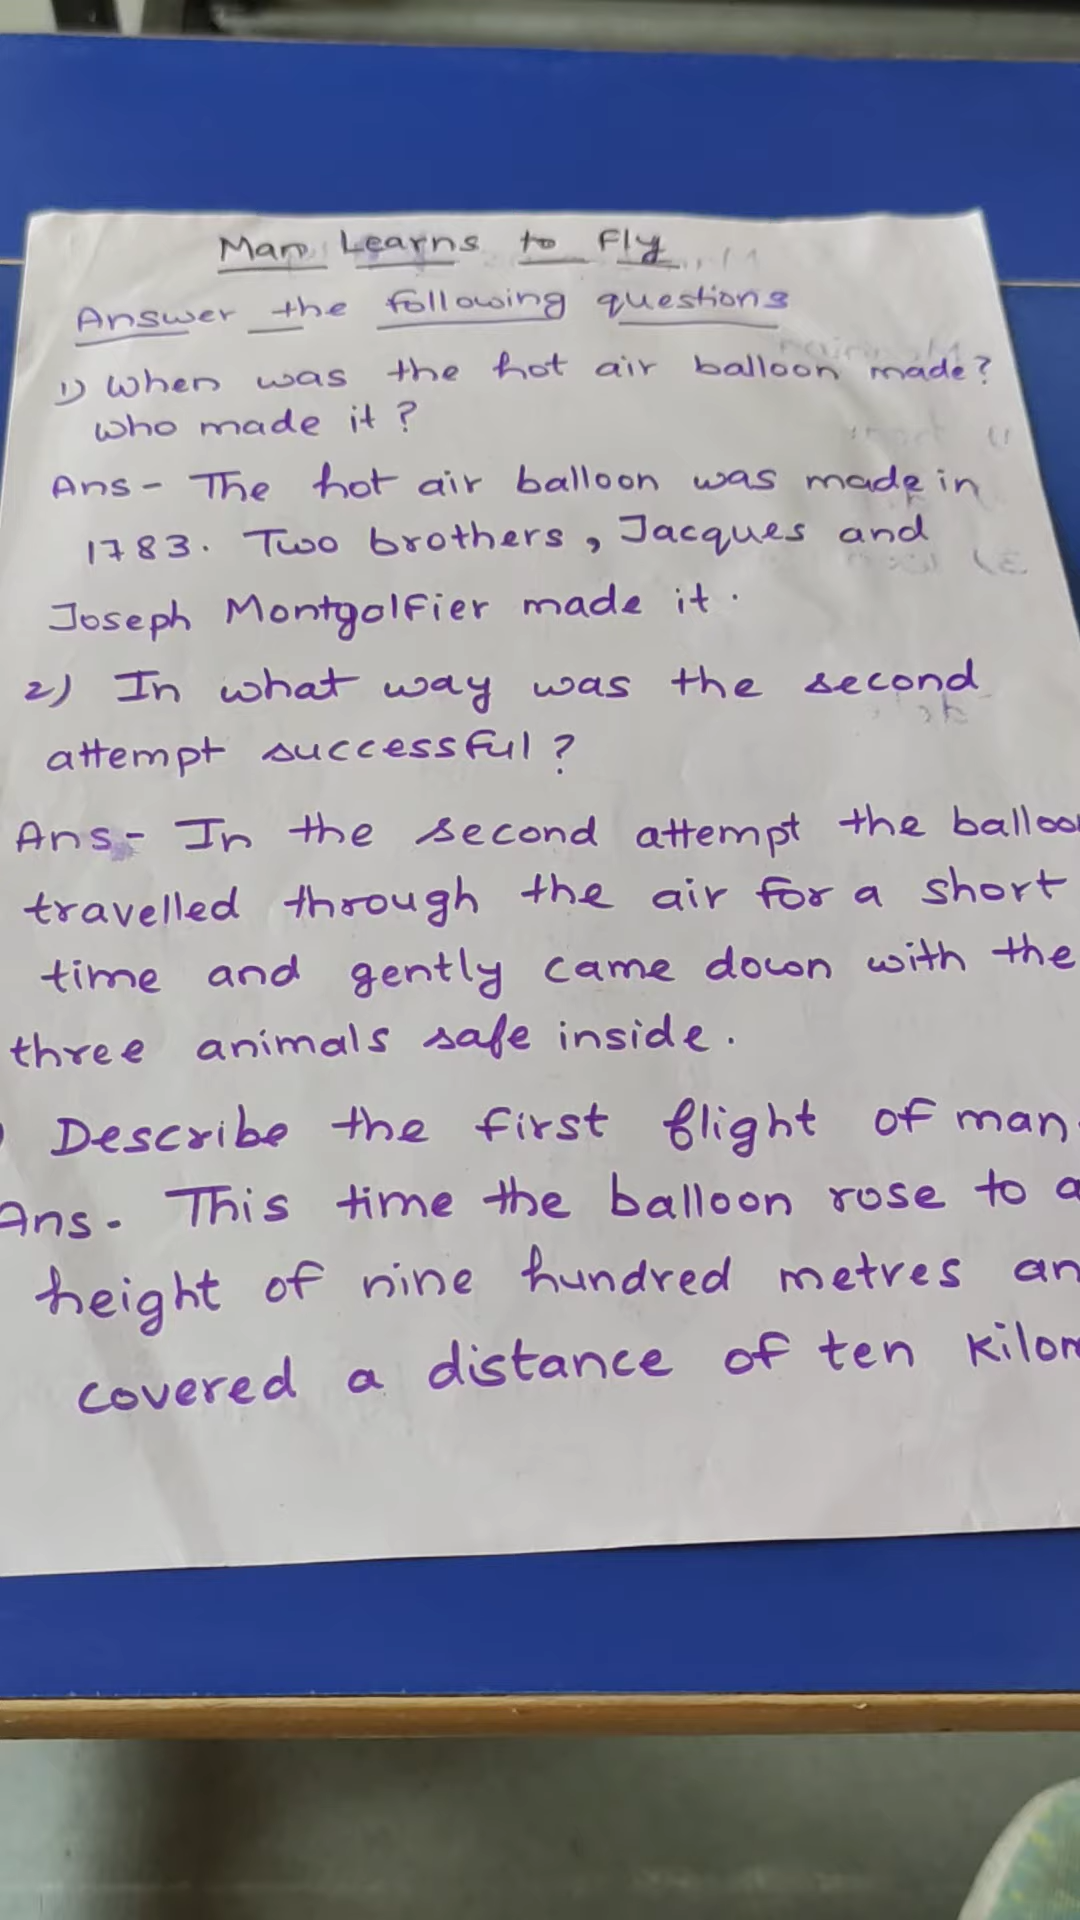 Man Learns to Fly
Answer the following questions
1) When was the hot air balloon made?
who made it?
Ans- The hot air balloon was made in
1783. Two brothers, Jacques and
Joseph Montgolfier made it.
2) In what way was the second
attempt successful?
Ans- In the second attempt the balloo
travelled through the air for a short
time and gently came down with the
three animals safe inside.
) Describe the first flight of man.
Ans. This time the balloon rose to a
height of nine hundred metres an
covered a distance of ten kilom